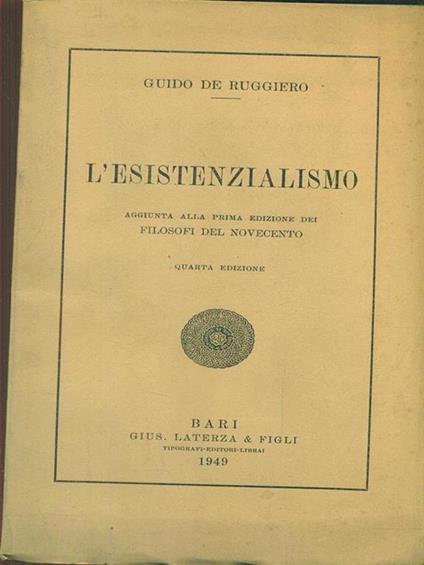 GUIDO DE RUGGIERO
L'ESISTENZIALISMO
AGGIUNTA ALLA PRIMA EDIZIONE DEI
FILOSOFI DEL NOVECENTO
QUARTA EDIZIONE
BARI
GIUS. LATERZA & FIGLI
TIPOGRAFI-EDITORI-LIBRAI
1949